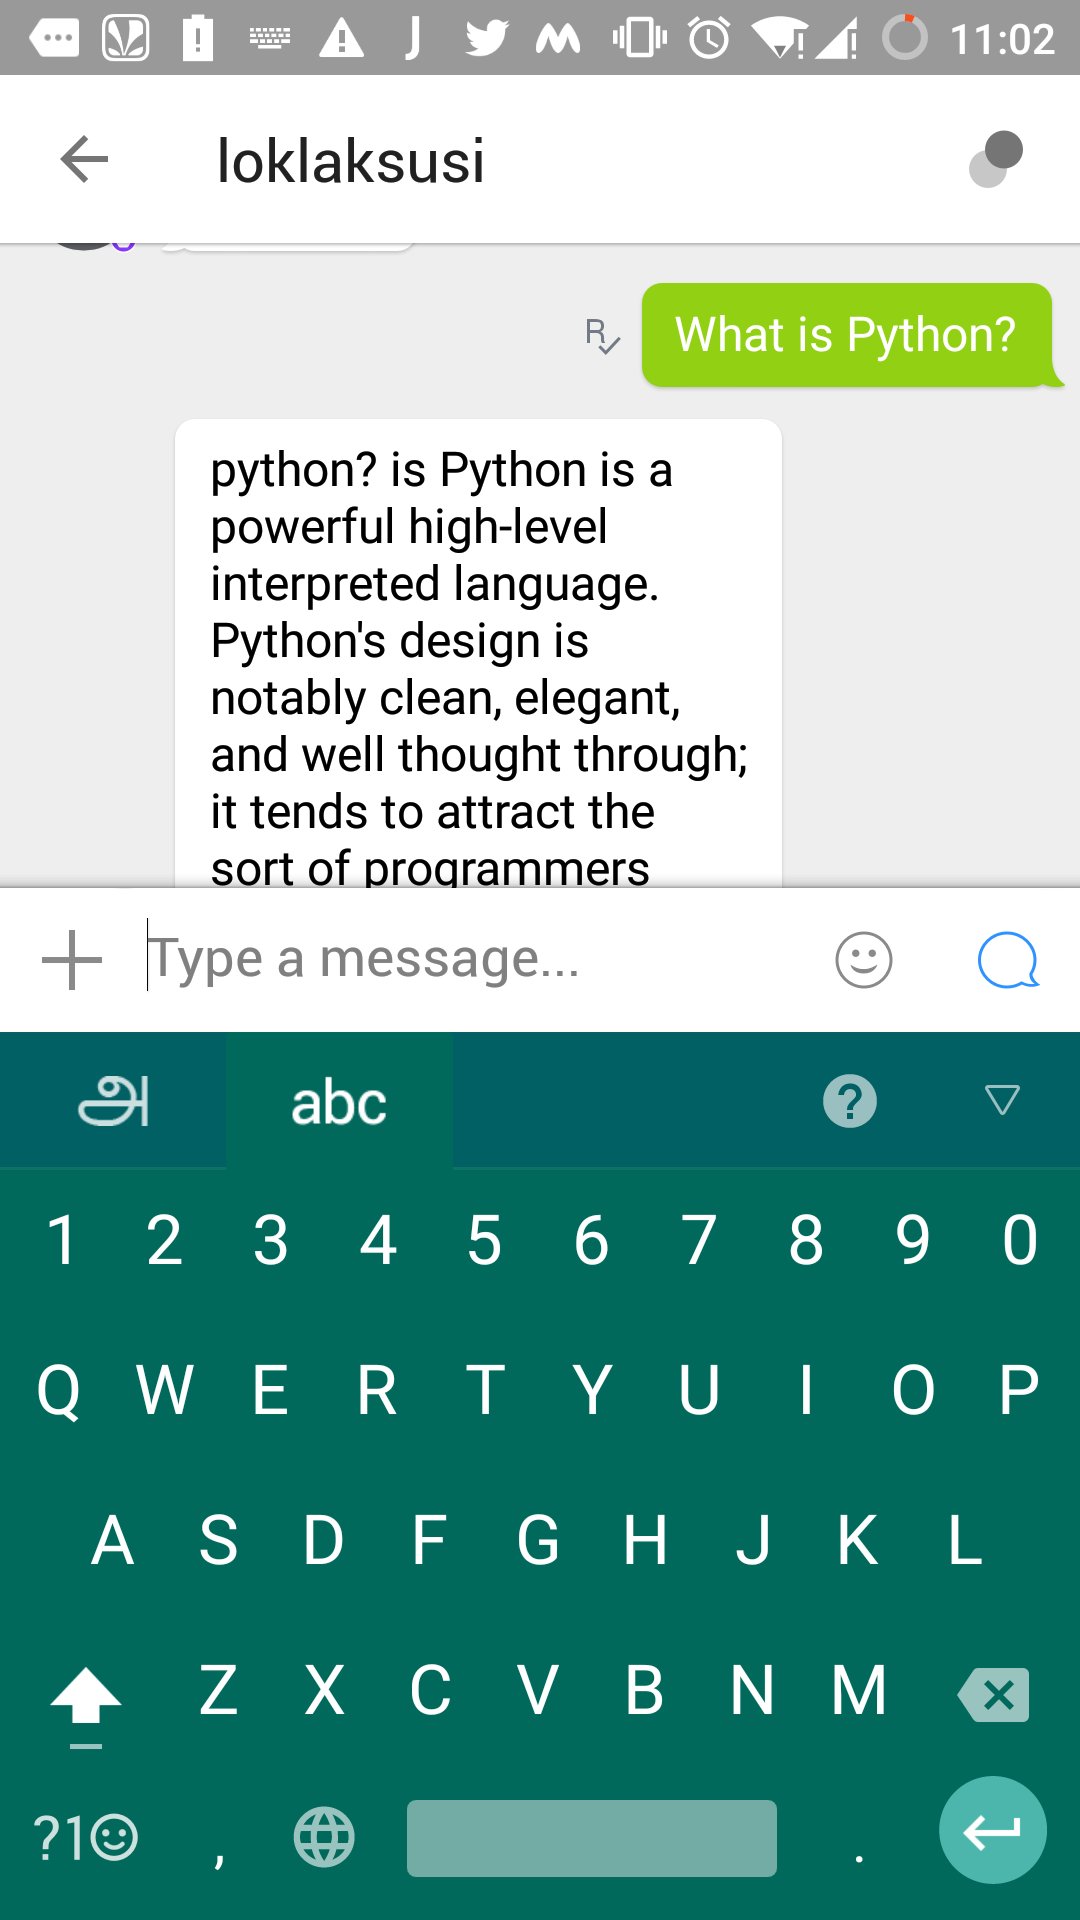 11:02
loklaksusi
What is Python?
R
python? is Python is a
powerful high-level
interpreted language.
Python's design is
notably clean, elegant,
and well thought through;
it tends to attract the
sort of programmers
Type a message...
அ abc ?
1 2 3 4 5 6 7 8 9 0
Q W E R T Y U I O P
A S D F G H J K L
Z X C V B N M
?1☺ , .